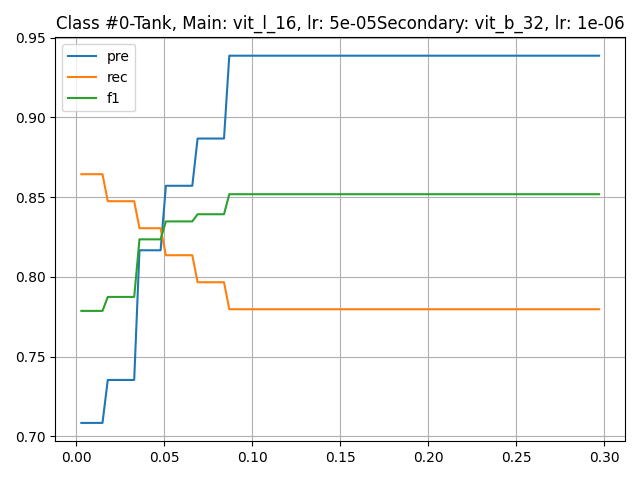 Class #0-Tank, Main: vit_l_16, lr: 5e-05Secondary: vit_b_32, lr: 1e-06
pre
rec
f1
0.95
0.90
0.85
0.80
0.75
0.70
0.00 0.05 0.10 0.15 0.20 0.25 0.30